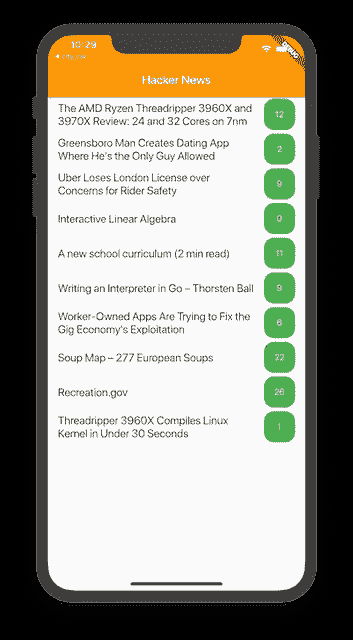 10:29
Hacker News
The AMD Ryzen Threadripper 3960X and
3970X Review: 24 and 32 Cores on 7nm
12
Greensboro Man Creates Dating App
Where He's the Only Guy Allowed
2
Uber Loses London License over
Concerns for Rider Safety
9
Interactive Linear Algebra
0
A new school curriculum (2 min read)
11
Writing an Interpreter in Go – Thorsten Ball
9
Worker-Owned Apps Are Trying to Fix the
Gig Economy's Exploitation
6
Soup Map – 277 European Soups
22
Recreation.gov
26
Threadripper 3960X Compiles Linux
Kernel in Under 30 Seconds
1